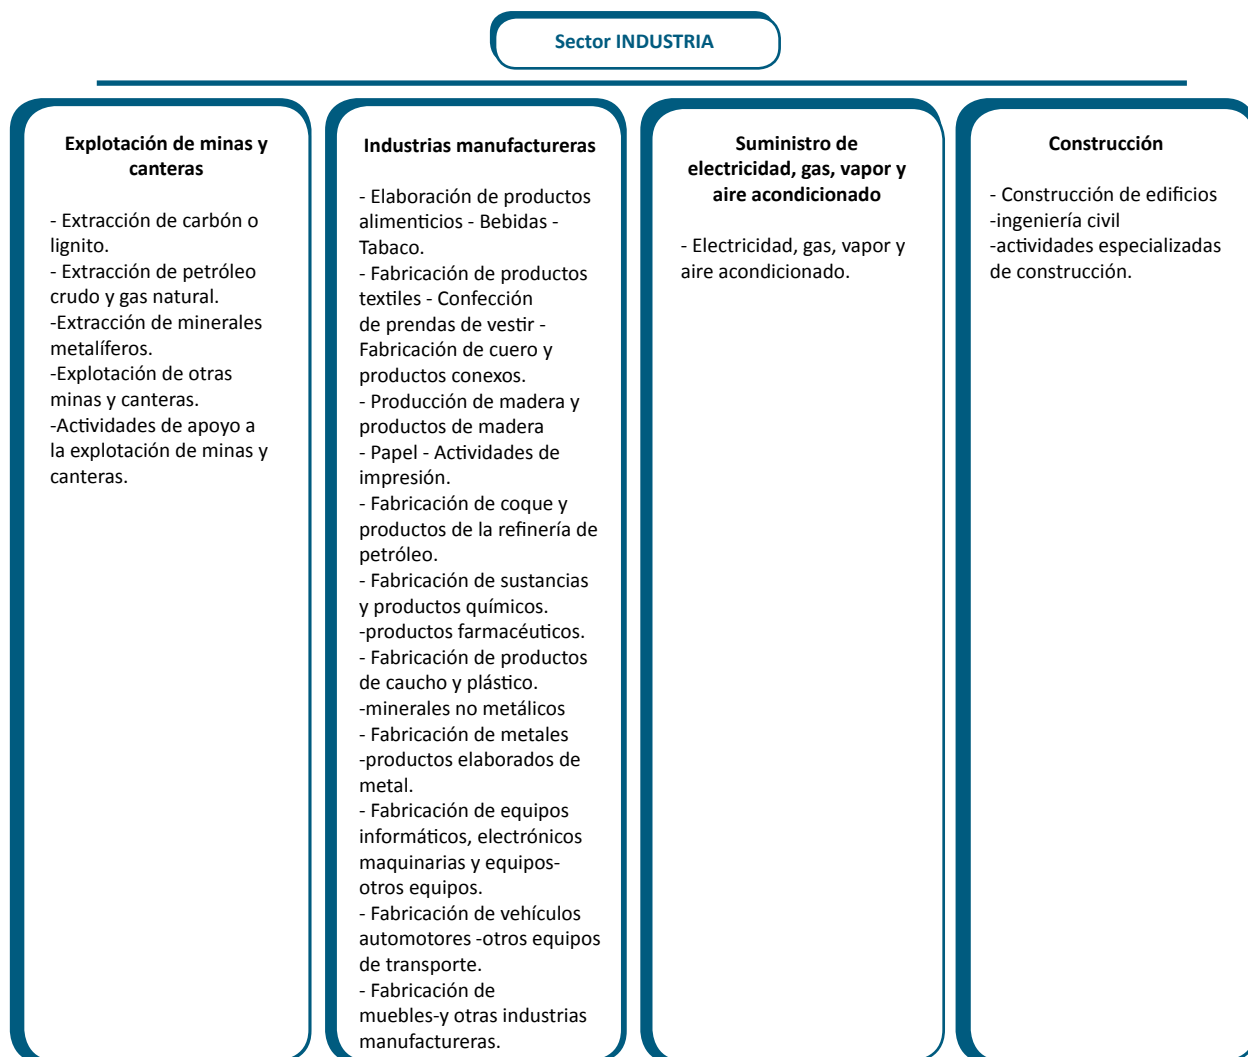 Sector INDUSTRIA
Explotación de minas y
canteras
- Extracción de carbón o
lignito.
- Extracción de petróleo
crudo y gas natural.
-Extracción de minerales
metalíferos.
-Explotación de otras
minas y canteras.
-Actividades de apoyo a
la explotación de minas y
canteras.
Industrias manufactureras
- Elaboración de productos
alimenticios - Bebidas -
Tabaco.
- Fabricación de productos
textiles - Confección
de prendas de vestir -
Fabricación de cuero y
productos conexos.
- Producción de madera y
productos de madera
- Papel - Actividades de
impresión.
- Fabricación de coque y
productos de la refinería de
petróleo.
- Fabricación de sustancias
y productos químicos.
-productos farmacéuticos.
- Fabricación de productos
de caucho y plástico.
-minerales no metálicos
- Fabricación de metales
-productos elaborados de
metal.
- Fabricación de equipos
informáticos, electrónicos
maquinarias y equipos-
otros equipos.
- Fabricación de vehículos
automotores -otros equipos
de transporte.
- Fabricación de
muebles-y otras industrias
manufactureras.
Suministro de
electricidad, gas, vapor y
aire acondicionado
- Electricidad, gas, vapor y
aire acondicionado.
Construcción
- Construcción de edificios
-ingeniería civil
-actividades especializadas
de construcción.